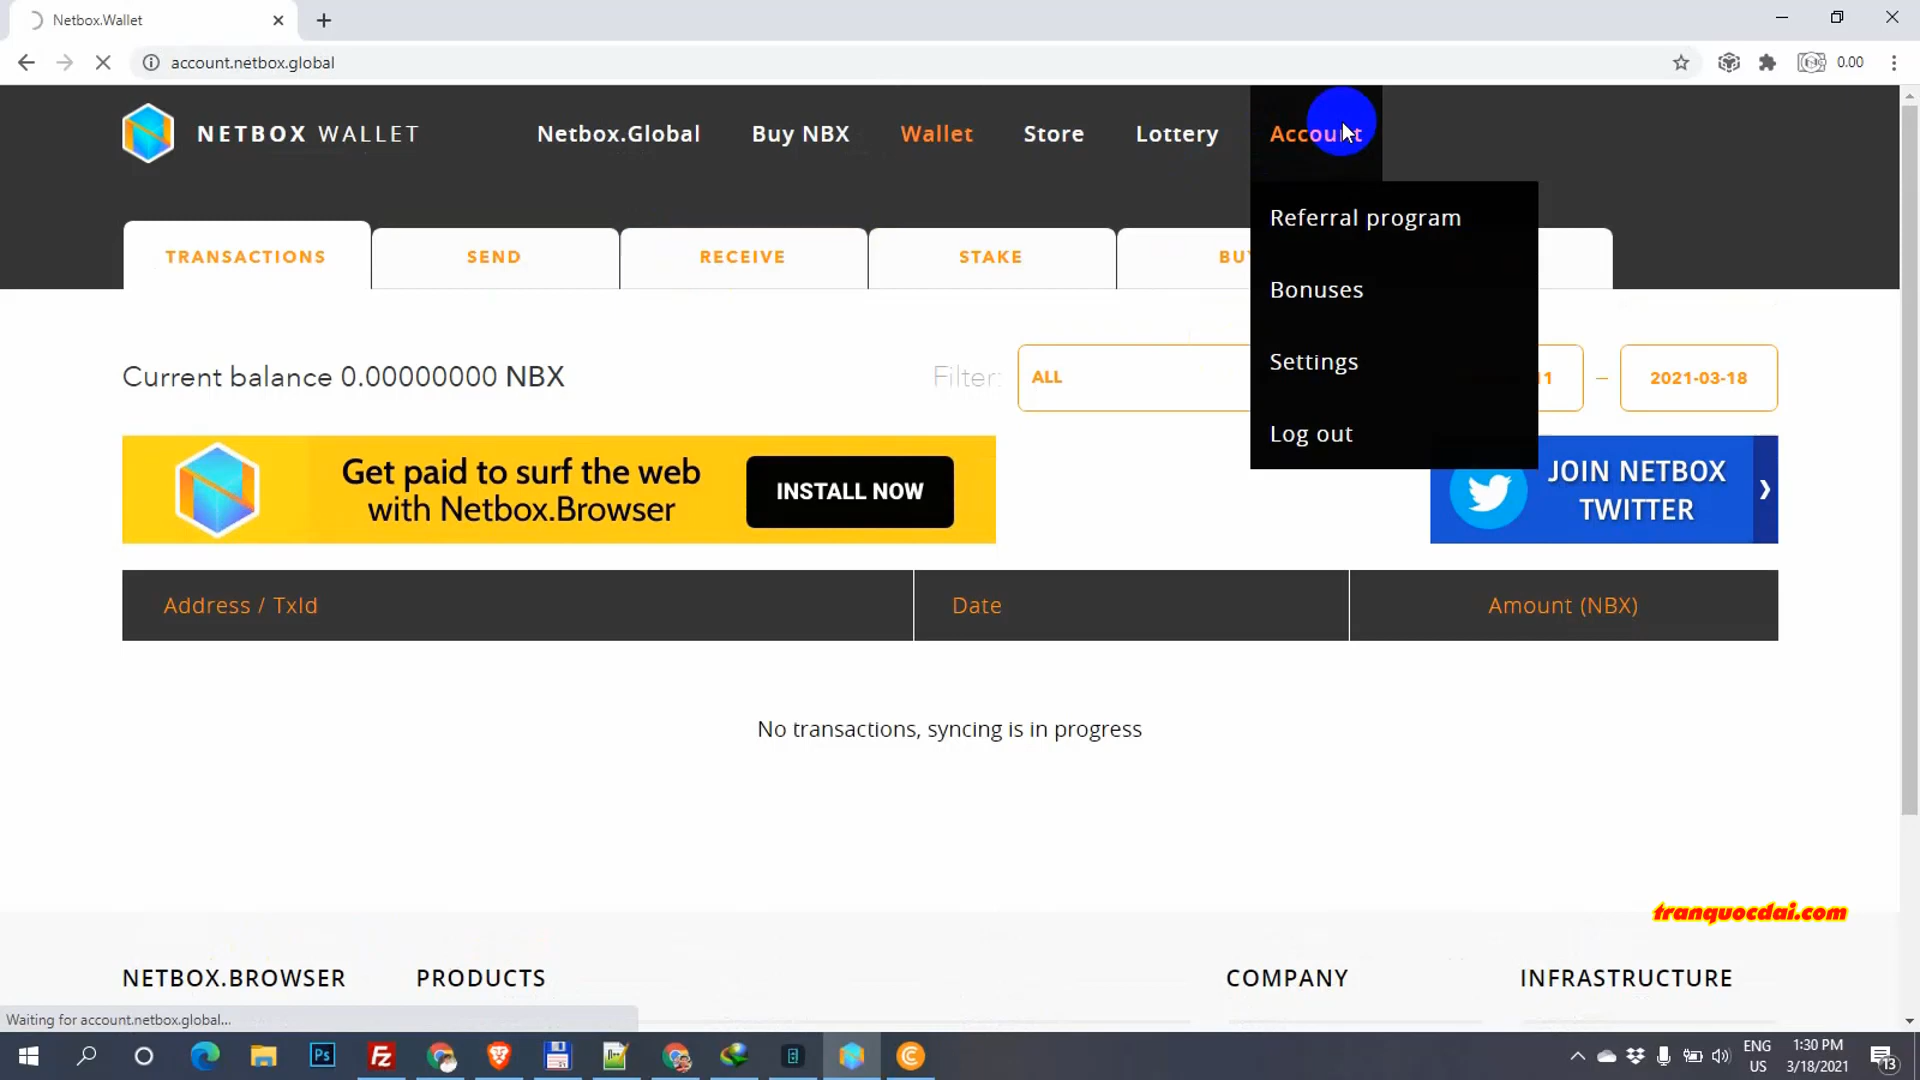 Netbox.Wallet
account.netbox.global
0.00
NETBOX WALLET
Netbox.Global
Buy NBX
Wallet
Store
Lottery
Account
Referral program
Bonuses
Settings
Log out
TRANSACTIONS
SEND
RECEIVE
STAKE
Current balance 0.00000000 NBX
Filter:
ALL
11
–
2021-03-18
Get paid to surf the web
with Netbox.Browser
INSTALL NOW
JOIN NETBOX
TWITTER
Address / TxId
Date
Amount (NBX)
No transactions, syncing is in progress
tranquocdai.com
NETBOX.BROWSER
PRODUCTS
COMPANY
INFRASTRUCTURE
Waiting for account.netbox.global...
Ps
ENG
US
1:30 PM
3/18/2021
13